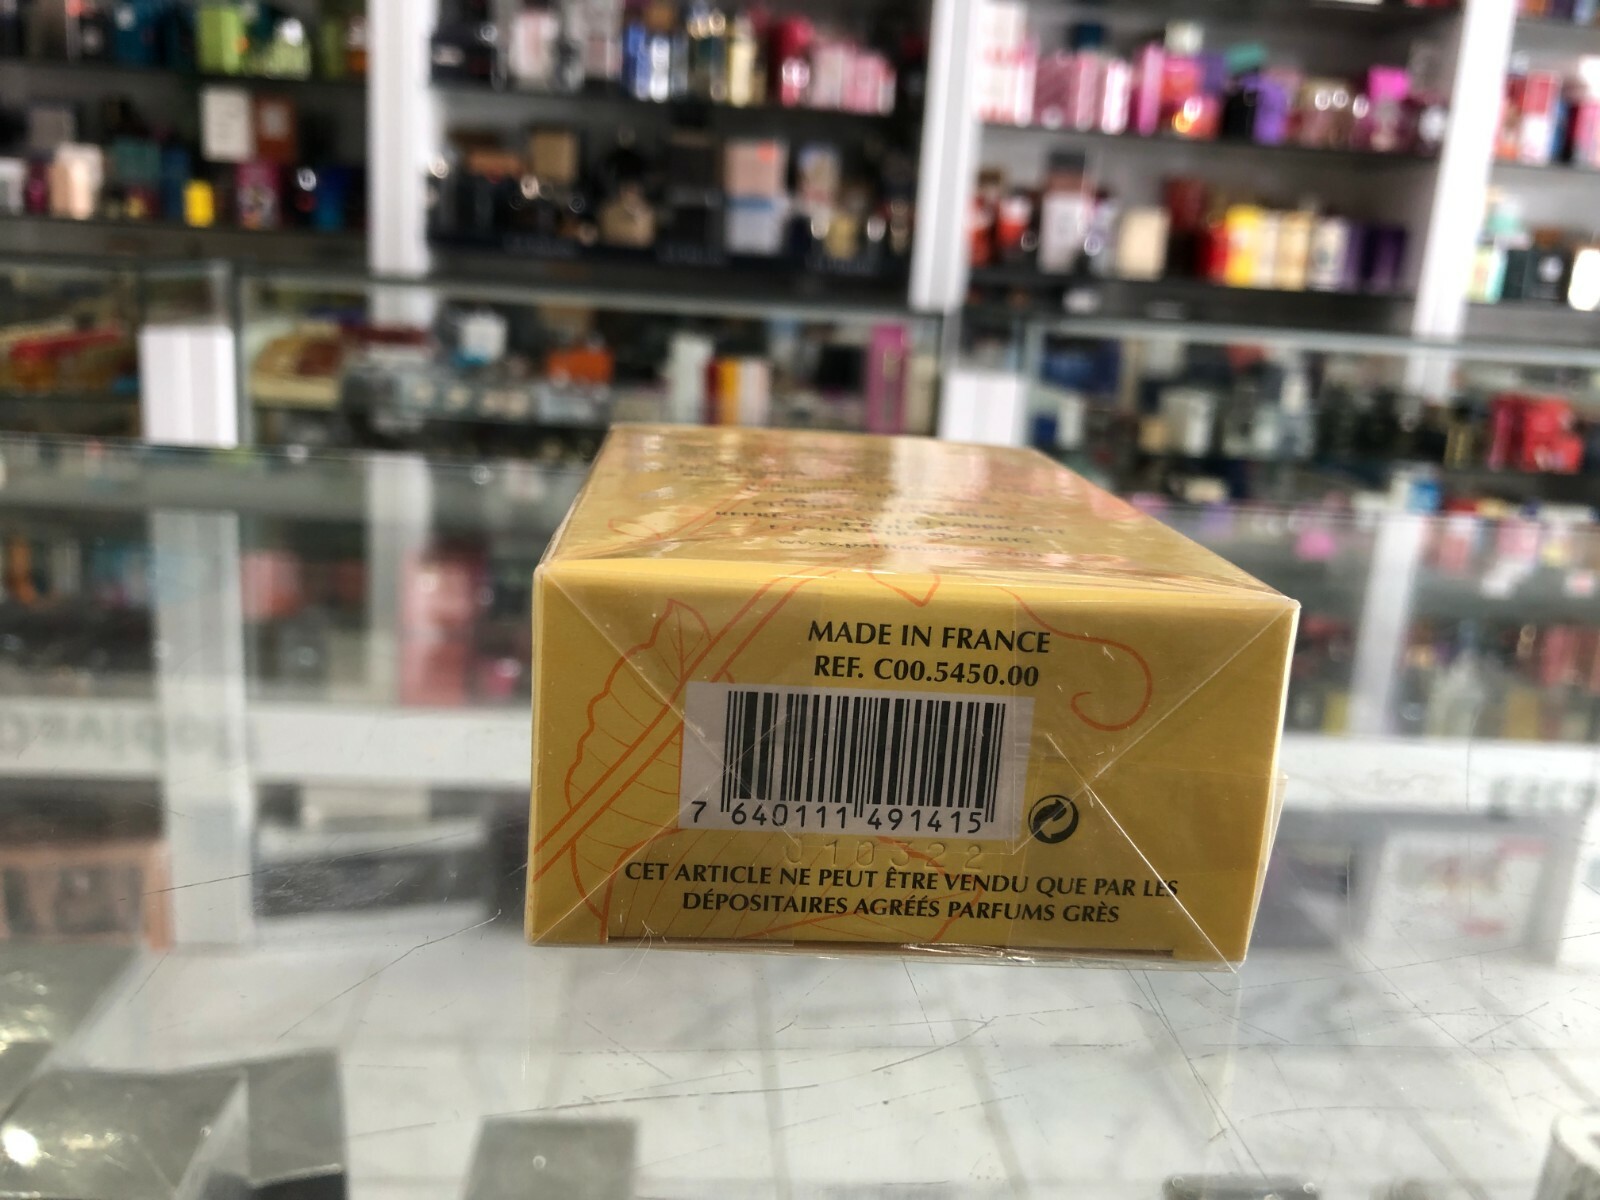 MADE IN FRANCE
REF. C00.5450.00
7 640111 491415
010322
CET ARTICLE NE PEUT ÊTRE VENDU QUE PAR LES
DÉPOSITAIRES AGRÉÉS PARFUMS GRÈS